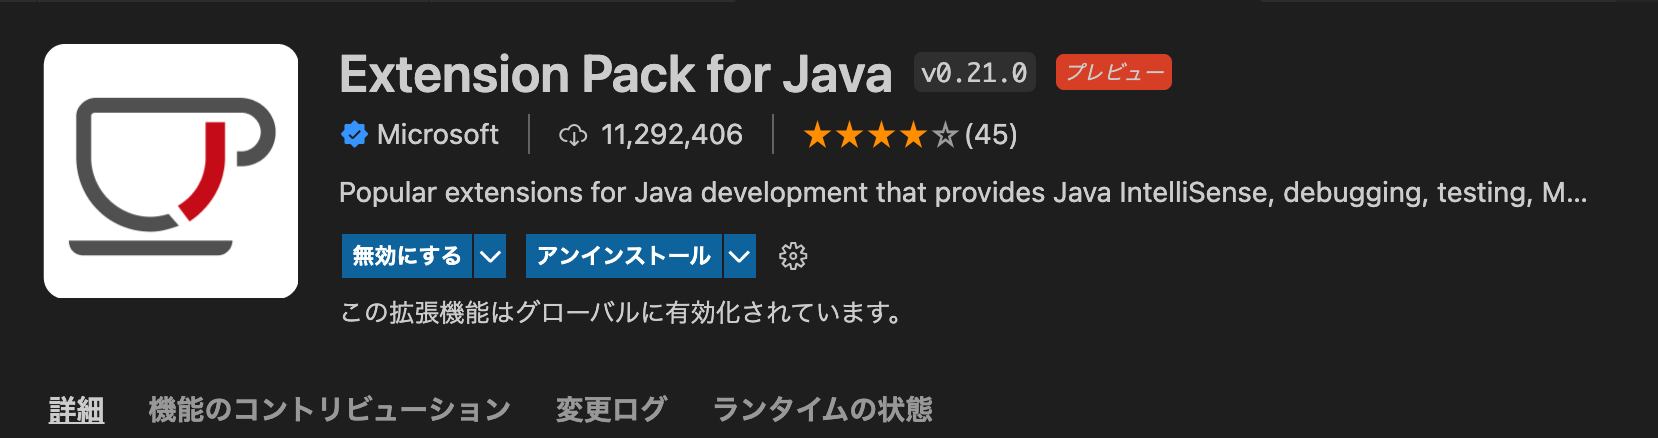 Extension Pack for Java v0.21.0 プレビュー
Microsoft 11,292,406 (45)
Popular extensions for Java development that provides Java IntelliSense, debugging, testing, M...
無効にする アンインストール
この拡張機能はグローバルに有効化されています。
詳細 機能のコントリビューション 変更ログ ランタイムの状態